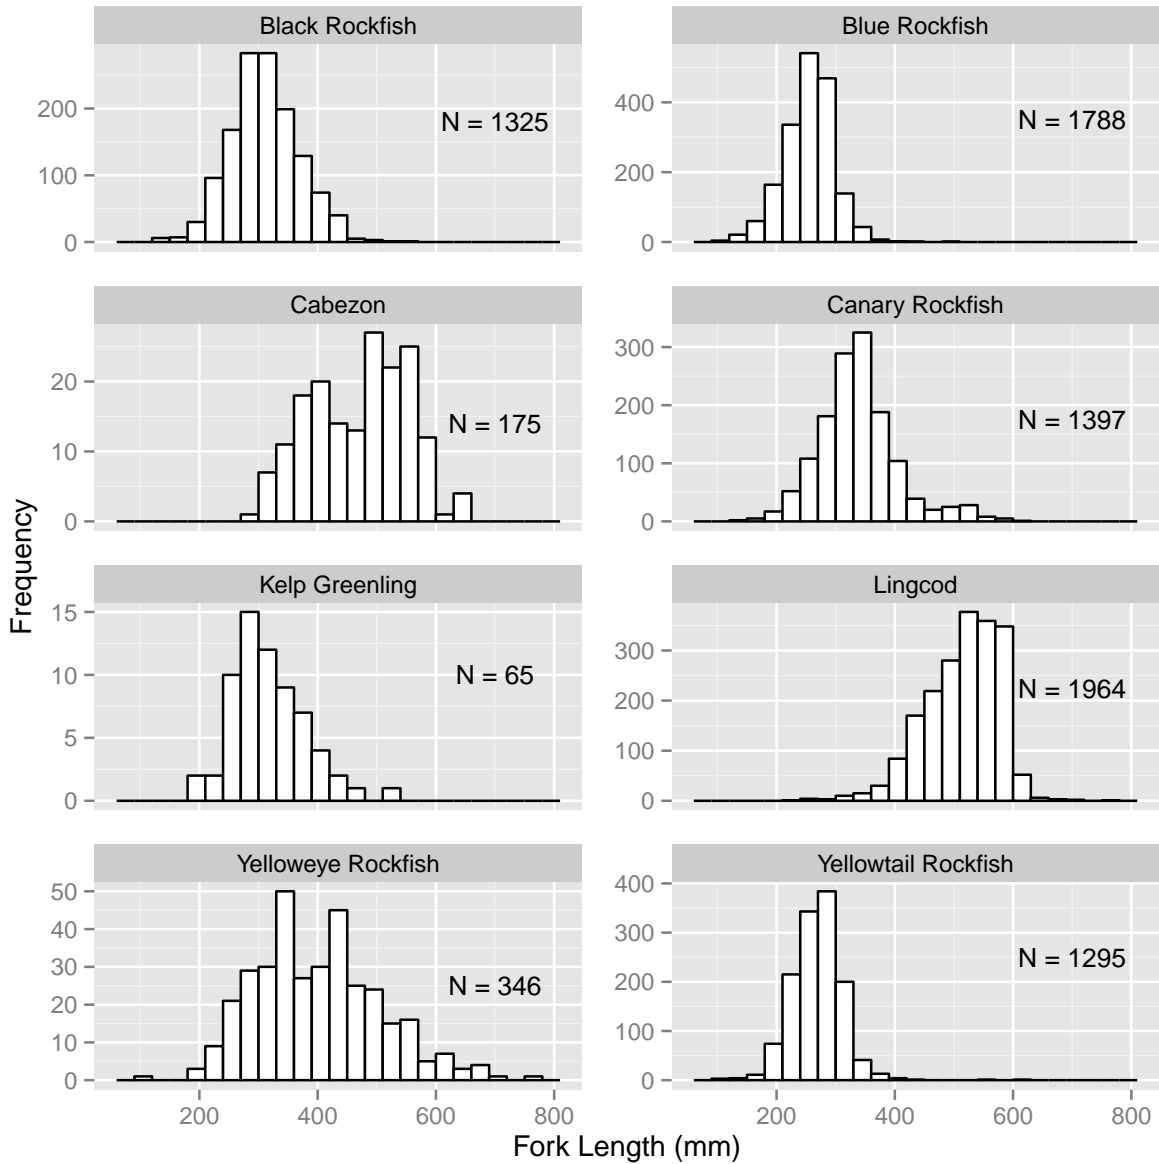 Black Rockfish
200
100
0
N = 1325
Blue Rockfish
400
200
0
N = 1788
Cabezon
20
10
0
N = 175
Canary Rockfish
300
200
100
0
N = 1397
Kelp Greenling
15
10
5
0
N = 65
Lingcod
300
200
100
0
N = 1964
Yelloweye Rockfish
50
40
30
20
10
0
N = 346
200 400 600 800
Yellowtail Rockfish
400
300
200
100
0
N = 1295
200 400 600 800
Frequency
Fork Length (mm)